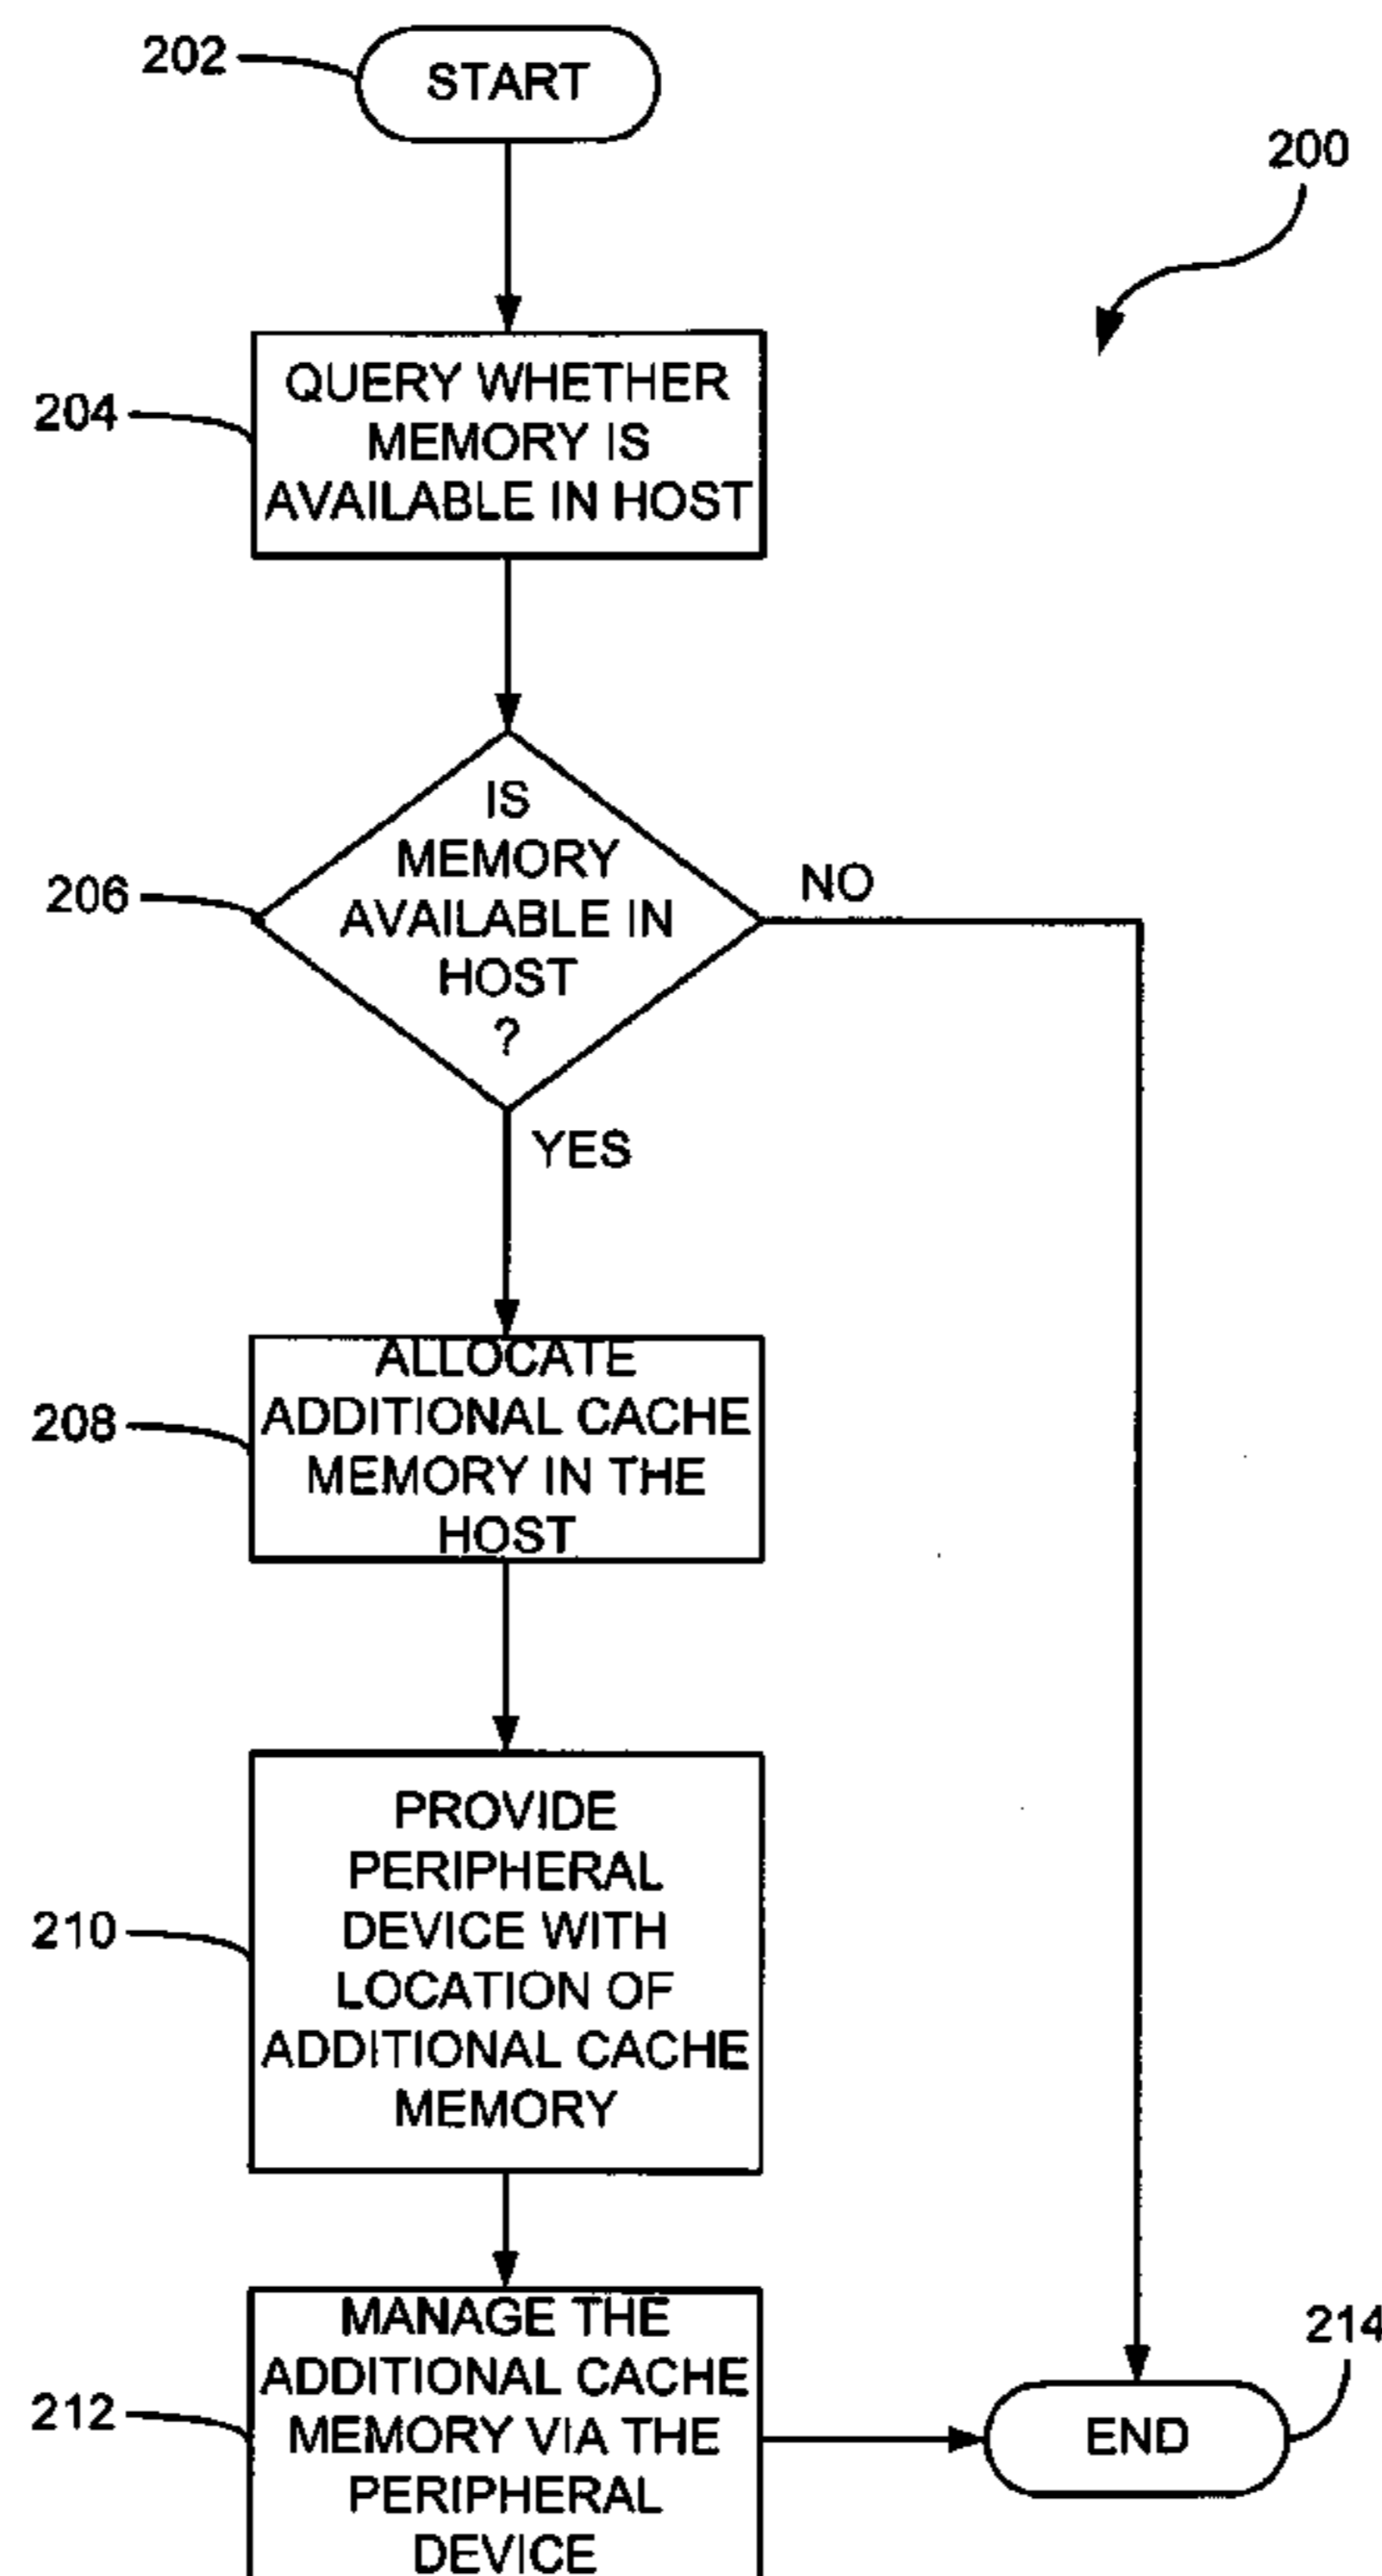 202
START
200
204
QUERY WHETHER
MEMORY IS
AVAILABLE IN HOST
206
IS
MEMORY
AVAILABLE IN
HOST
?
NO
YES
208
ALLOCATE
ADDITIONAL CACHE
MEMORY IN THE
HOST
210
PROVIDE
PERIPHERAL
DEVICE WITH
LOCATION OF
ADDITIONAL CACHE
MEMORY
212
MANAGE THE
ADDITIONAL CACHE
MEMORY VIA THE
PERIPHERAL
DEVICE
214
END